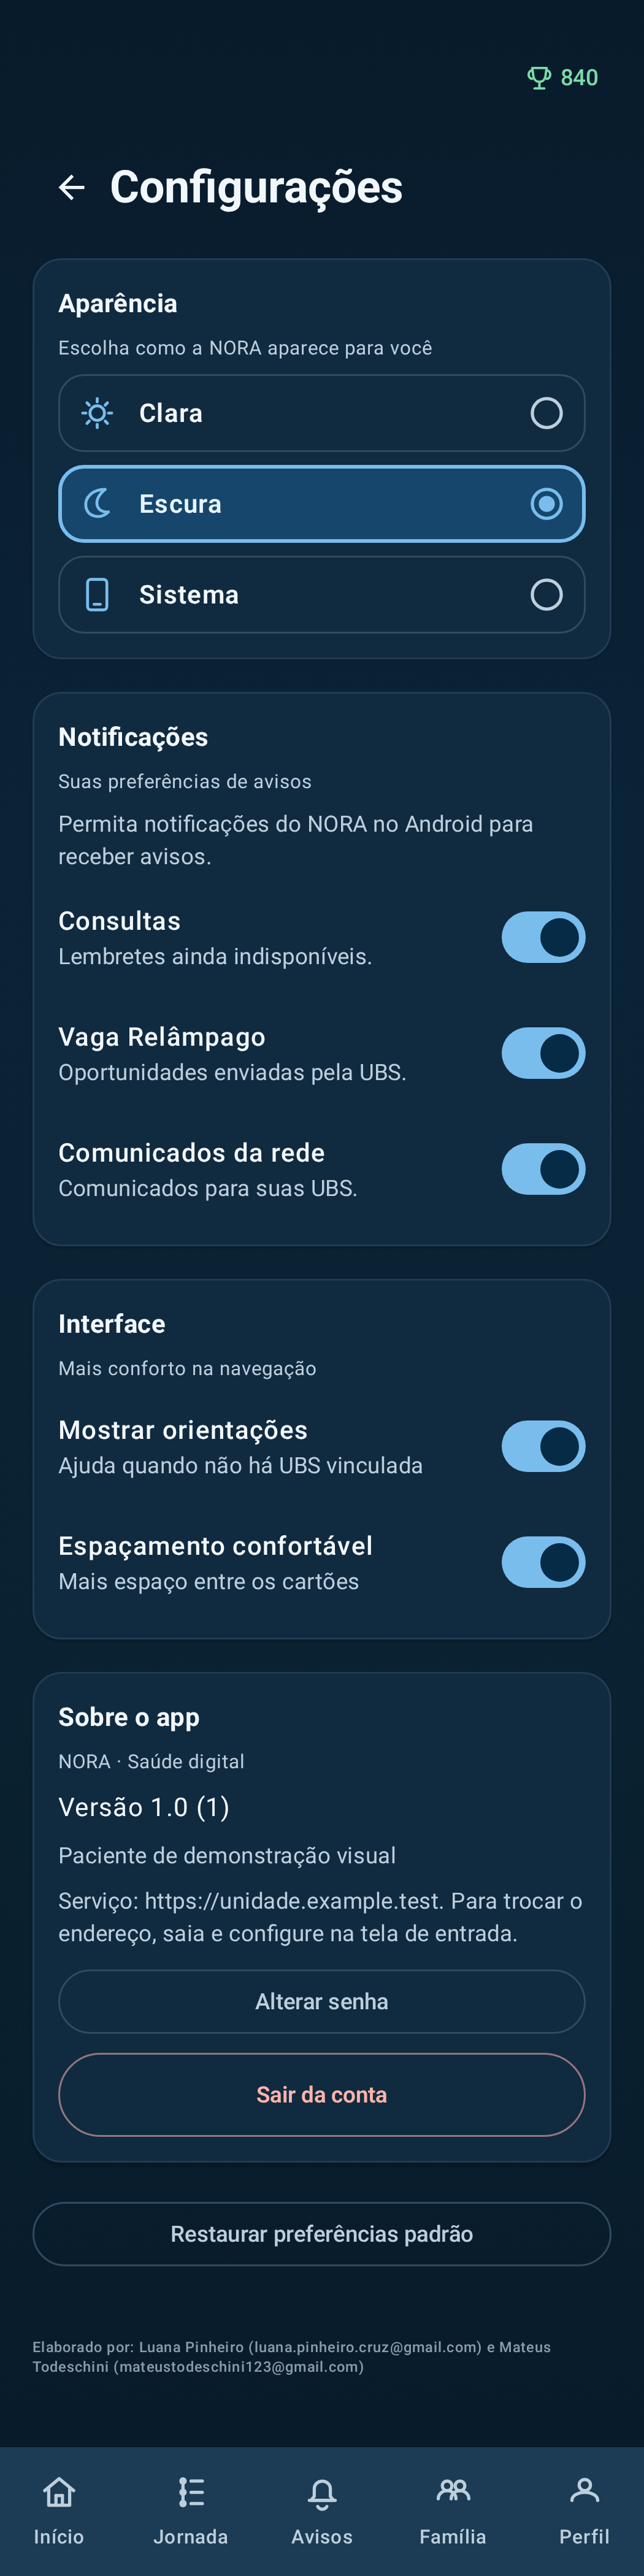 840
Configurações
Aparência
Escolha como a NORA aparece para você
Clara
Escura
Sistema
Notificações
Suas preferências de avisos
Permita notificações do NORA no Android para
receber avisos.
Consultas
Lembretes ainda indisponíveis.
Vaga Relâmpago
Oportunidades enviadas pela UBS.
Comunicados da rede
Comunicados para suas UBS.
Interface
Mais conforto na navegação
Mostrar orientações
Ajuda quando não há UBS vinculada
Espaçamento confortável
Mais espaço entre os cartões
Sobre o app
NORA · Saúde digital
Versão 1.0 (1)
Paciente de demonstração visual
Serviço: https://unidade.example.test. Para trocar o
endereço, saia e configure na tela de entrada.
Alterar senha
Sair da conta
Restaurar preferências padrão
Elaborado por: Luana Pinheiro (luana.pinheiro.cruz@gmail.com) e Mateus
Todeschini (mateustodeschini123@gmail.com)
Início
Jornada
Avisos
Família
Perfil